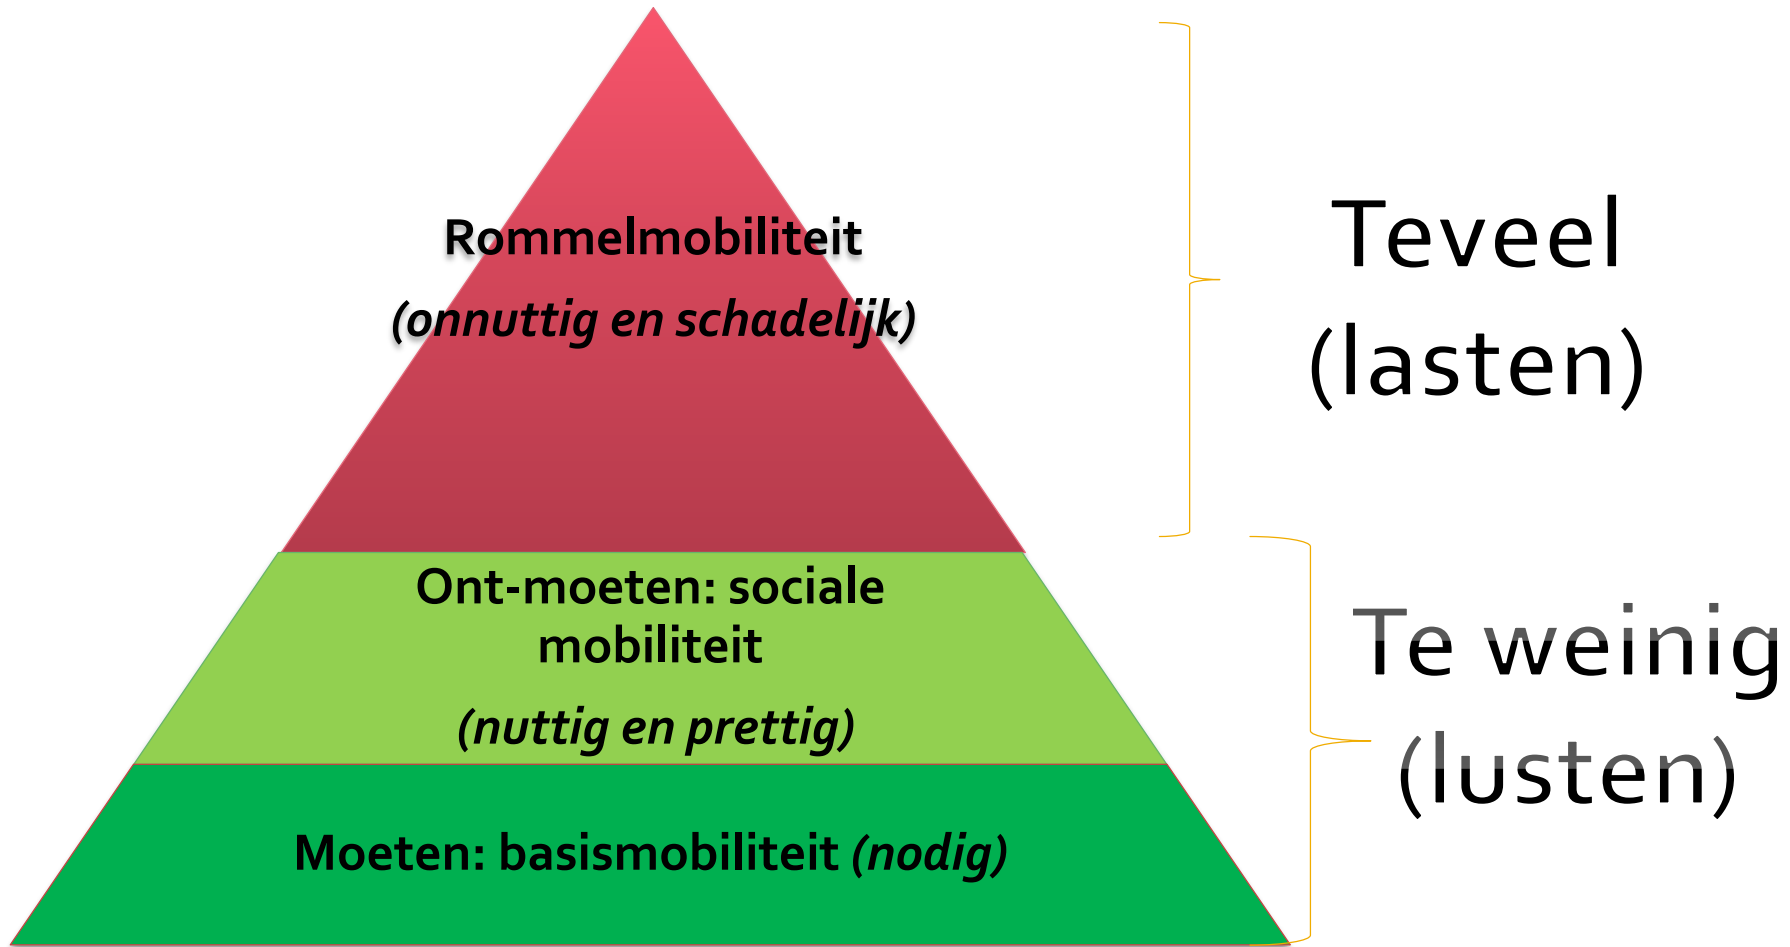 Rommelmobiliteit
(onnuttig en schadelijk)
Teveel
(lasten)
Ont-moeten: sociale
mobiliteit
(nuttig en prettig)
Te weinig
(lusten)
Moeten: basismobiliteit (nodig)